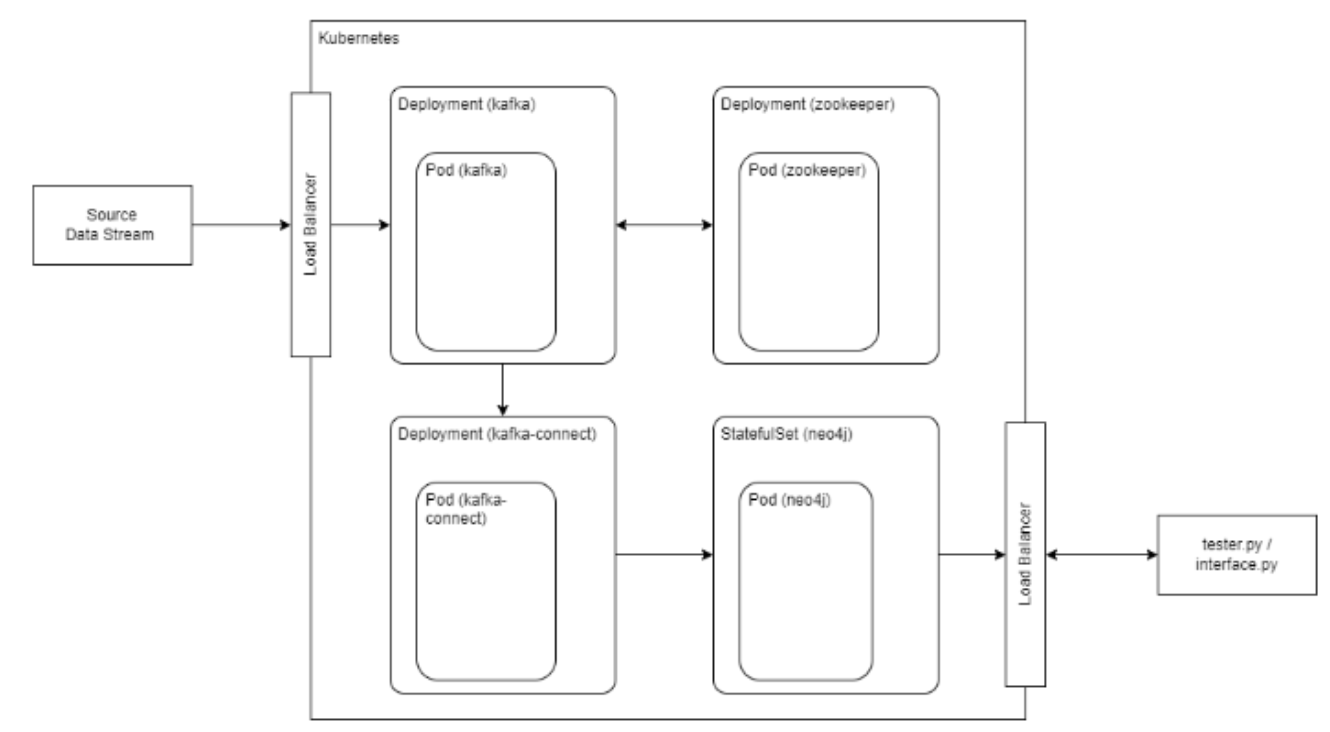 Kubernetes
Deployment (kafka)
Deployment (zookeeper)
Pod (kafka)
Pod (zookeeper)
Source
Data Stream
Load Balancer
Deployment (kafka-connect)
StatefulSet (neo4j)
Pod (kafka-
connect)
Pod (neo4j)
Load Balancer
tester.py /
interface.py